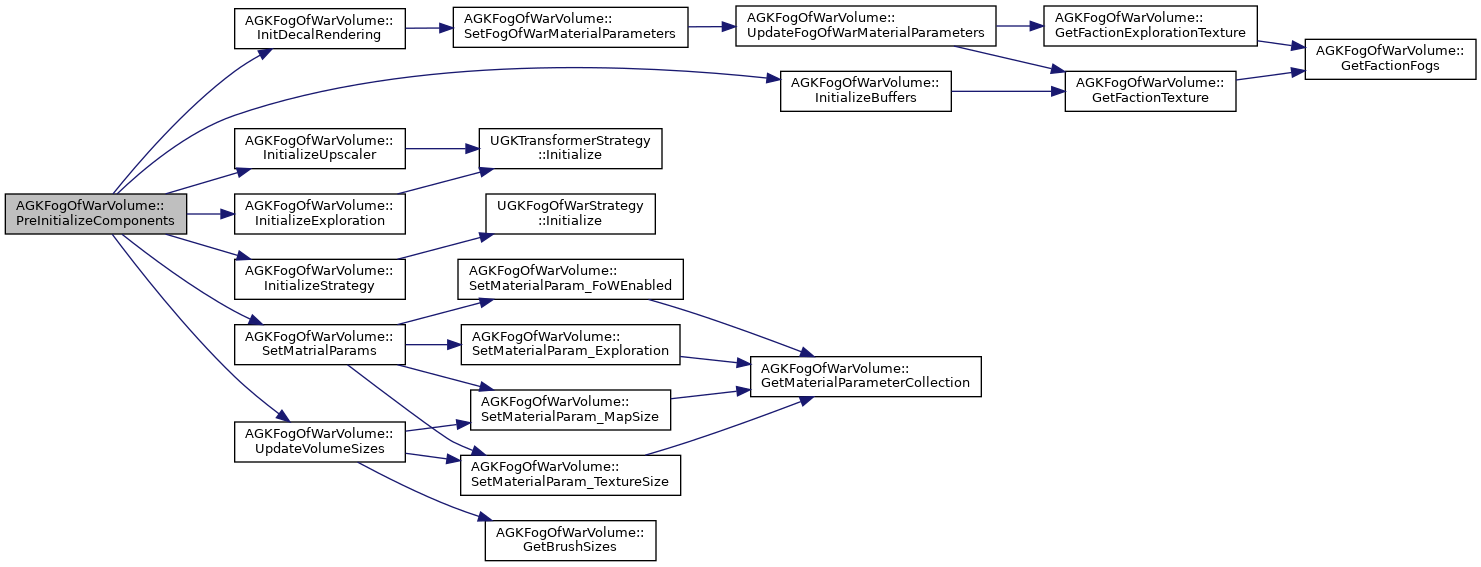 AGKFogOfWarVolume::
PreInitializeComponents
AGKFogOfWarVolume::
InitDecalRendering
AGKFogOfWarVolume::
SetFogOfWarMaterialParameters
AGKFogOfWarVolume::
UpdateFogOfWarMaterialParameters
AGKFogOfWarVolume::
GetFactionExplorationTexture
AGKFogOfWarVolume::
GetFactionFogs
AGKFogOfWarVolume::
InitializeBuffers
AGKFogOfWarVolume::
GetFactionTexture
AGKFogOfWarVolume::
InitializeUpscaler
UGKTransformerStrategy
::Initialize
AGKFogOfWarVolume::
InitializeExploration
UGKFogOfWarStrategy
::Initialize
AGKFogOfWarVolume::
InitializeStrategy
AGKFogOfWarVolume::
SetMaterialParam_FoWEnabled
AGKFogOfWarVolume::
SetMatrialParams
AGKFogOfWarVolume::
SetMaterialParam_Exploration
AGKFogOfWarVolume::
GetMaterialParameterCollection
AGKFogOfWarVolume::
SetMaterialParam_MapSize
AGKFogOfWarVolume::
UpdateVolumeSizes
AGKFogOfWarVolume::
SetMaterialParam_TextureSize
AGKFogOfWarVolume::
GetBrushSizes